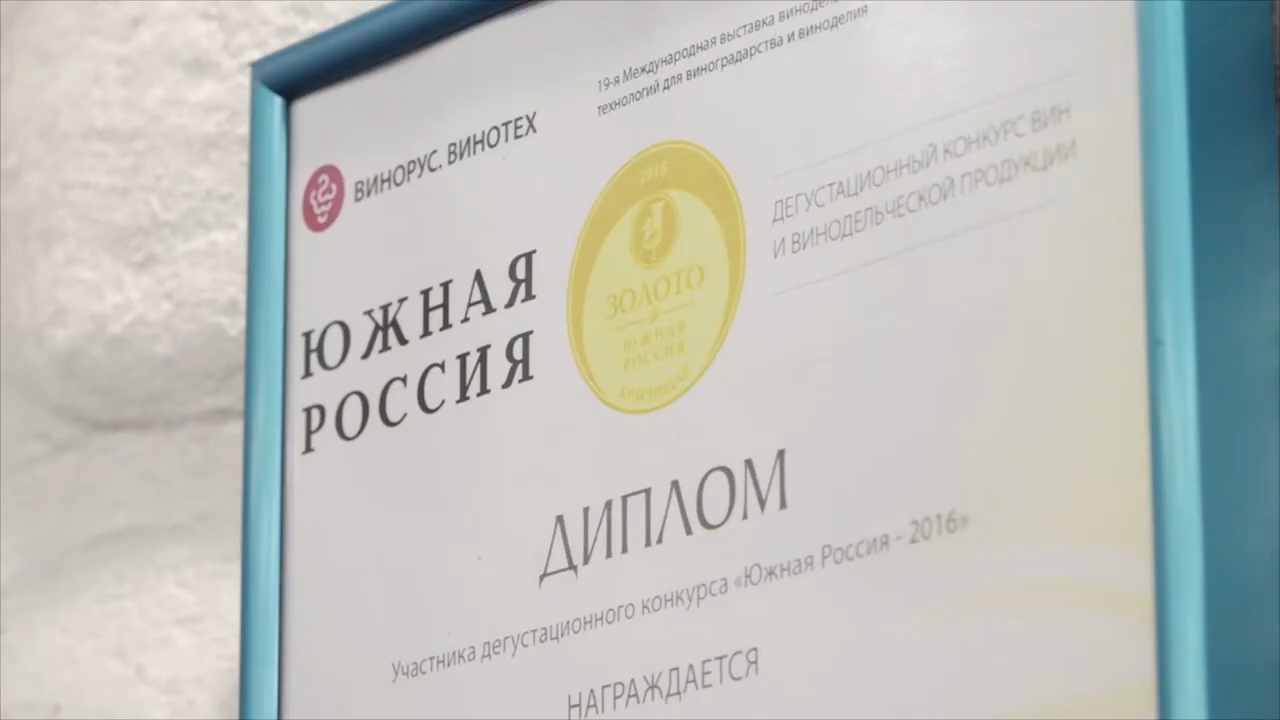 19-я Международная выставка
технологий для виноградарства и виноделия
ВИНОРУС. ВИНОТЕХ
ЮЖНАЯ
РОССИЯ
2016
ЗОЛОТО
ЮЖНАЯ
РОССИЯ
КРАСНОДАР
ДЕГУСТАЦИОННЫЙ КОНКУРС ВИН
И ВИНОДЕЛЬЧЕСКОЙ ПРОДУКЦИИ
ДИПЛОМ
Участника дегустационного конкурса «Южная Россия - 2016»
НАГРАЖДАЕТСЯ